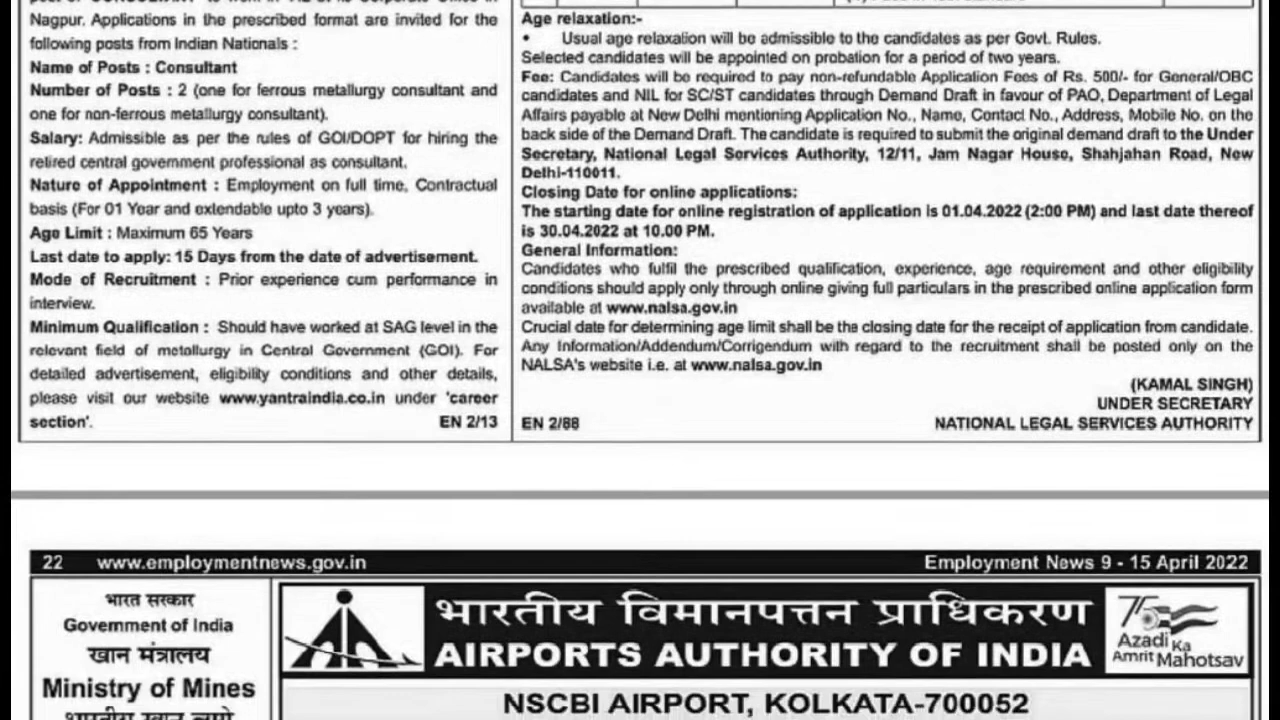 Nagpur. Applications in the prescribed format are invited for the
following posts from Indian Nationals :
Name of Posts : Consultant
Number of Posts : 2 (one for ferrous metallurgy consultant and
one for non-ferrous metallurgy consultant).
Salary: Admissible as per the rules of GOI/DOPT for hiring the
retired central government professional as consultant.
Nature of Appointment : Employment on full time, Contractual
basis (For 01 Year and extendable upto 3 years).
Age Limit : Maximum 65 Years
Last date to apply: 15 Days from the date of advertisement.
Mode of Recruitment : Prior experience cum performance in
interview.
Minimum Qualification : Should have worked at SAG level in the
relevant field of metallurgy in Central Government (GOI). For
detailed advertisement, eligibility conditions and other details,
please visit our website www.yantraindia.co.in under 'career
section'.
EN 2/13
Age relaxation:-
• Usual age relaxation will be admissible to the candidates as per Govt. Rules.
Selected candidates will be appointed on probation for a period of two years.
Fee: Candidates will be required to pay non-refundable Application Fees of Rs. 500/- for General/OBC
candidates and NIL for SC/ST candidates through Demand Draft in favour of PAO, Department of Legal
Affairs payable at New Delhi mentioning Application No., Name, Contact No., Address, Mobile No. on the
back side of the Demand Draft. The candidate is required to submit the original demand draft to the Under
Secretary, National Legal Services Authority, 12/11, Jam Nagar House, Shahjahan Road, New
Delhi-110011.
Closing Date for online applications:
The starting date for online registration of application is 01.04.2022 (2:00 PM) and last date thereof
is 30.04.2022 at 10.00 PM.
General Information:
Candidates who fulfil the prescribed qualification, experience, age requirement and other eligibility
conditions should apply only through online giving full particulars in the prescribed online application form
available at www.nalsa.gov.in
Crucial date for determining age limit shall be the closing date for the receipt of application from candidate.
Any Information/Addendum/Corrigendum with regard to the recruitment shall be posted only on the
NALSA's website i.e. at www.nalsa.gov.in
(KAMAL SINGH)
UNDER SECRETARY
EN 2/88 NATIONAL LEGAL SERVICES AUTHORITY
22 www.employmentnews.gov.in Employment News 9 - 15 April 2022
भारत सरकार
Government of India
खान मंत्रालय
Ministry of Mines
भारतीय विमानपत्तन प्राधिकरण
AIRPORTS AUTHORITY OF INDIA
75
Azadi Ka
Amrit Mahotsav
NSCBI AIRPORT, KOLKATA-700052